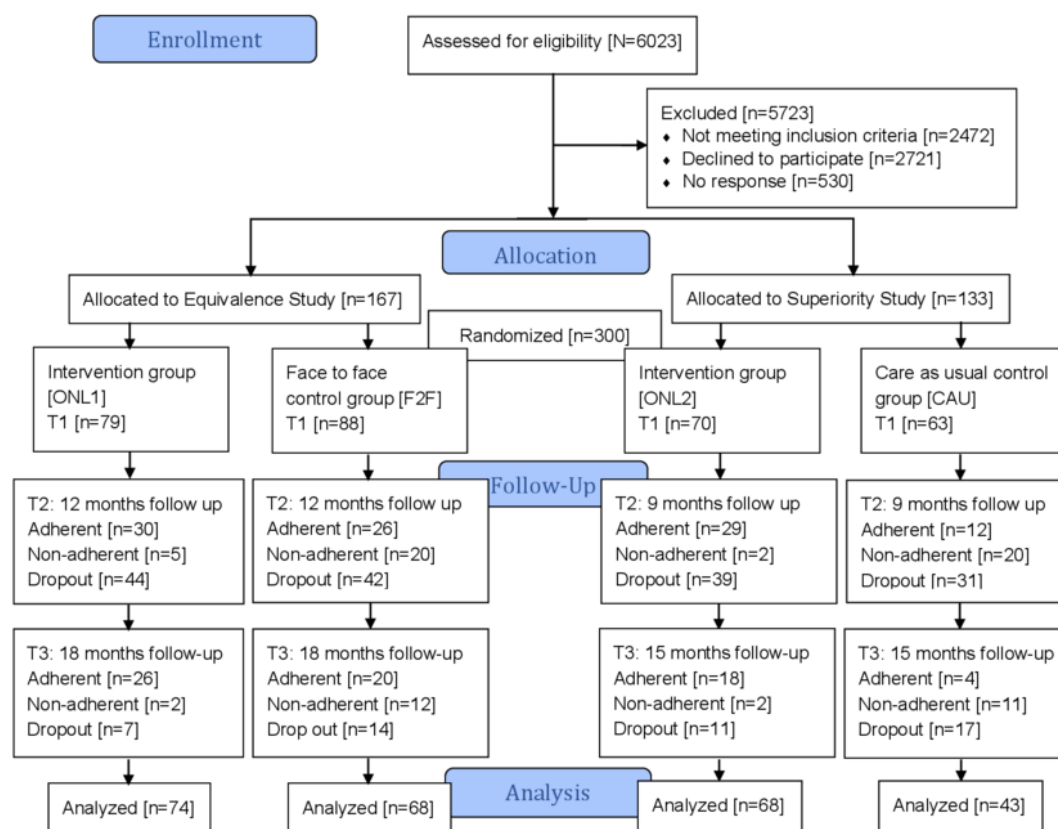 Enrollment
Assessed for eligibility [N=6023]
Excluded [n=5723]
♦ Not meeting inclusion criteria [n=2472]
♦ Declined to participate [n=2721]
♦ No response [n=530]
Allocation
Allocated to Equivalence Study [n=167]
Allocated to Superiority Study [n=133]
Randomized [n=300]
Intervention group
[ONL1]
T1 [n=79]
Face to face
control group [F2F]
T1 [n=88]
Intervention group
[ONL2]
T1 [n=70]
Care as usual control
group [CAU]
T1 [n=63]
Follow-Up
T2: 12 months follow up
Adherent [n=30]
Non-adherent [n=5]
Dropout [n=44]
T2: 12 months follow up
Adherent [n=26]
Non-adherent [n=20]
Dropout [n=42]
T2: 9 months follow up
Adherent [n=29]
Non-adherent [n=2]
Dropout [n=39]
T2: 9 months follow up
Adherent [n=12]
Non-adherent [n=20]
Dropout [n=31]
T3: 18 months follow-up
Adherent [n=26]
Non-adherent [n=2]
Dropout [n=7]
T3: 18 months follow-up
Adherent [n=20]
Non-adherent [n=12]
Drop out [n=14]
T3: 15 months follow-up
Adherent [n=18]
Non-adherent [n=2]
Dropout [n=11]
T3: 15 months follow-up
Adherent [n=4]
Non-adherent [n=11]
Dropout [n=17]
Analysis
Analyzed [n=74]
Analyzed [n=68]
Analyzed [n=68]
Analyzed [n=43]